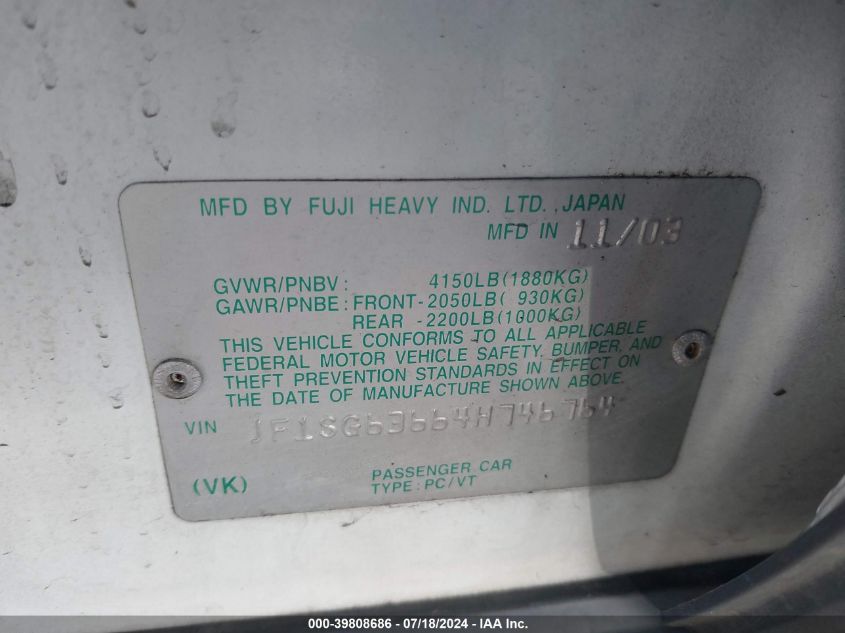 MFD BY FUJI HEAVY IND. LTD., JAPAN
MFD IN 11/03
GVWR/PNBV: 4150LB(1880KG)
GAWR/PNBE: FRONT-2050LB( 930KG)
REAR -2200LB(1000KG)
THIS VEHICLE CONFORMS TO ALL APPLICABLE
FEDERAL MOTOR VEHICLE SAFETY, BUMPER, AND
THEFT PREVENTION STANDARDS IN EFFECT ON
THE DATE OF MANUFACTURE SHOWN ABOVE.
VIN JF1SG63664H746764
(VK) PASSENGER CAR
TYPE: PC/VT
000-39808686 - 07/18/2024 - IAA Inc.